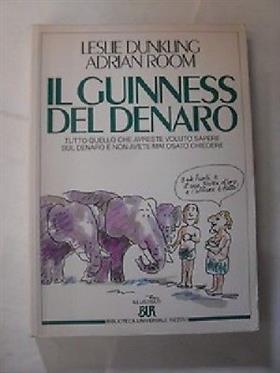 LESLIE DUNKLING
ADRIAN ROOM
IL GUINNESS
DEL DENARO
TUTTO QUELLO CHE AVRESTE VOLUTO SAPERE
SUL DENARO E NON AVETE MAI OSATO CHIEDERE
BUR
BIBLIOTECA UNIVERSALE RIZZOLI